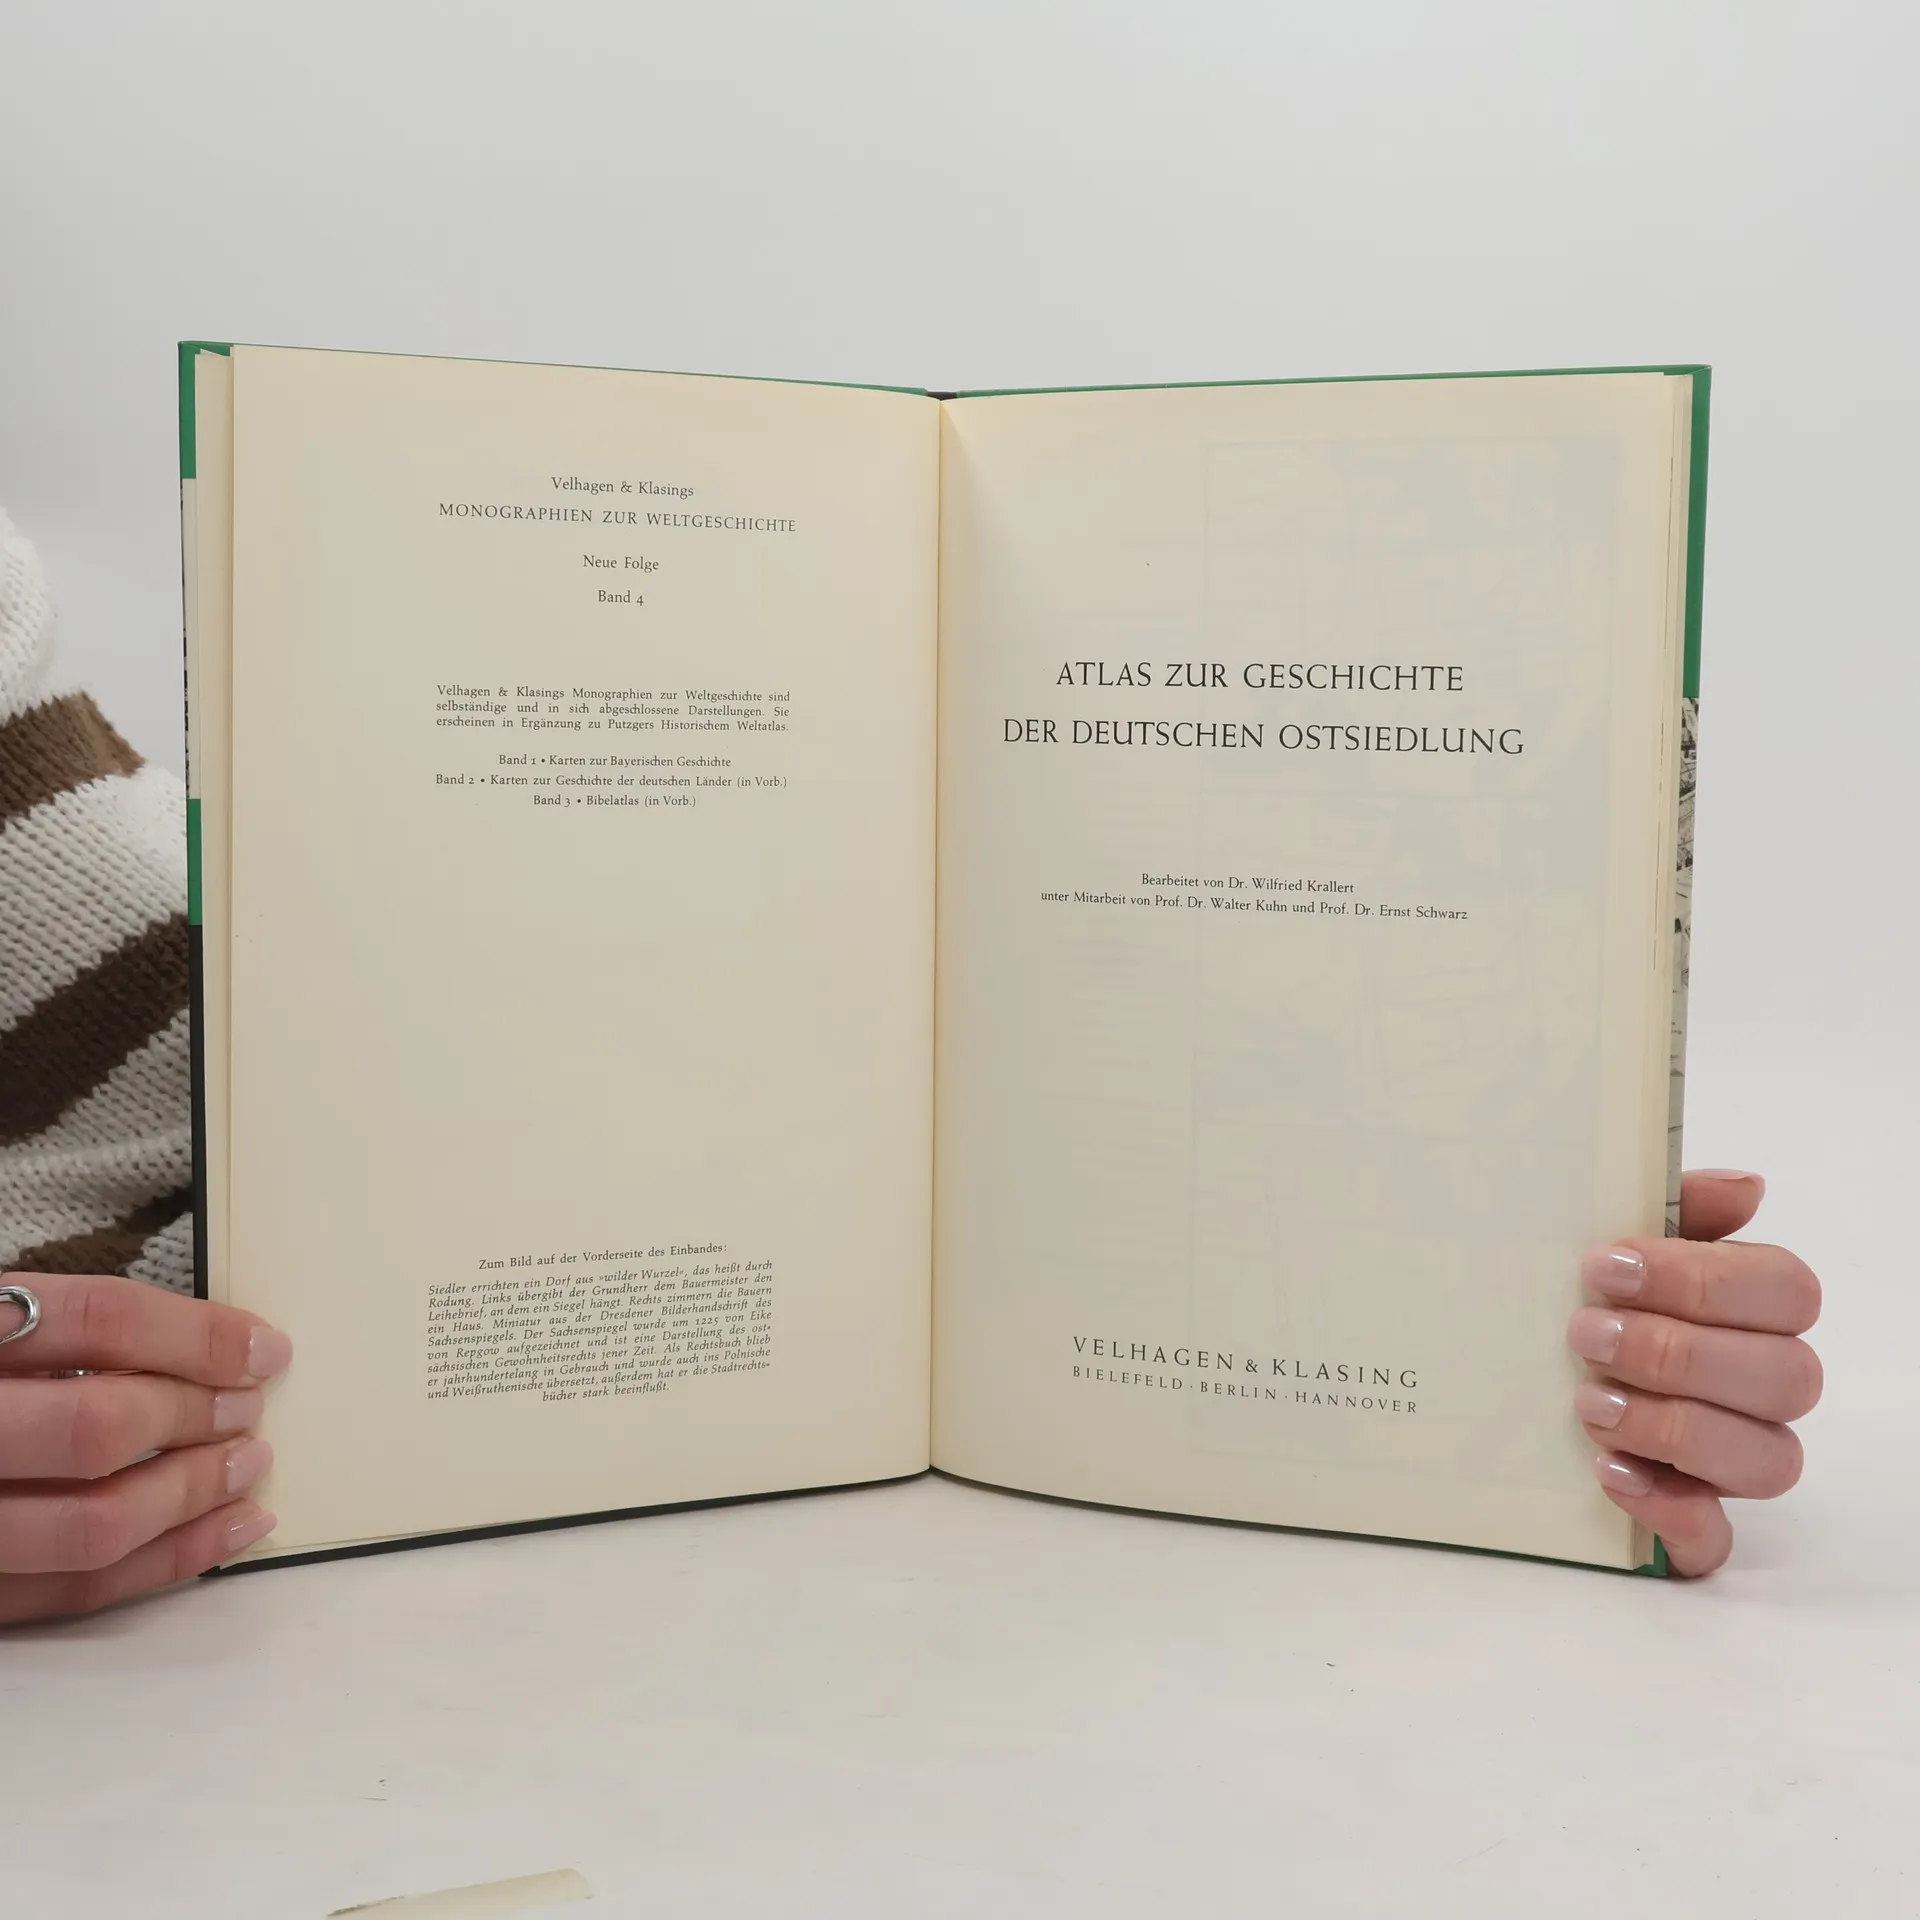 Velhagen & Klasings
MONOGRAPHIEN ZUR WELTGESCHICHTE
Neue Folge
Band 4
Velhagen & Klasings Monographien zur Weltgeschichte sind
selbständige und in sich abgeschlossene Darstellungen. Sie
erscheinen in Ergänzung zu Putzgers Historischem Weltatlas.
Band 1 • Karten zur Bayerischen Geschichte
Band 2 • Karten zur Geschichte der deutschen Länder (in Vorb.)
Band 3 • Bibelatlas (in Vorb.)
Zum Bild auf der Vorderseite des Einbandes:
Siedler errichten ein Dorf aus »wilder Wurzel«, das heißt durch
Rodung. Links übergibt der Grundherr dem Bauermeister den
Leihebrief, an dem ein Siegel hängt. Rechts zimmern die Bauern
ein Haus. Miniatur aus der Dresdener Bilderhandschrift des
Sachsenspiegels. Der Sachsenspiegel wurde um 1225 von Eike
von Repgow aufgezeichnet und ist eine Darstellung des ost-
sächsischen Gewohnheitsrechts jener Zeit. Als Rechtsbuch blieb
er jahrhundertelang in Gebrauch und wurde auch ins Polnische
und Weißruthenische übersetzt, außerdem hat er die Stadtrechts-
bücher stark beeinflußt.
ATLAS ZUR GESCHICHTE
DER DEUTSCHEN OSTSIEDLUNG
Bearbeitet von Dr. Wilfried Krallert
unter Mitarbeit von Prof. Dr. Walter Kuhn und Prof. Dr. Ernst Schwarz
VELHAGEN & KLASING
BIELEFELD · BERLIN · HANNOVER